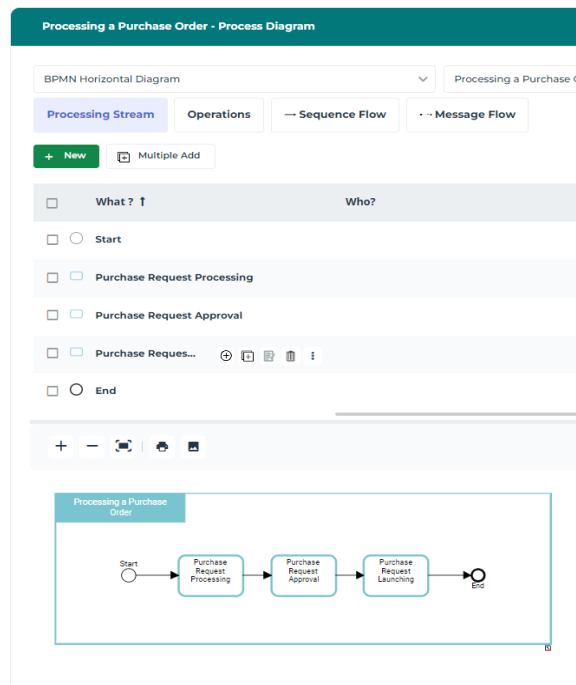 Processing a Purchase Order - Process Diagram
BPMN Horizontal Diagram
Processing a Purchase
Processing Stream
Operations
Sequence Flow
Message Flow
+ New
Multiple Add
What ? ↑
Who?
Start
Purchase Request Processing
Purchase Request Approval
Purchase Reques...
End
Processing a Purchase
Order
Start
Purchase
Request
Processing
Purchase
Request
Approval
Purchase
Request
Launching
End